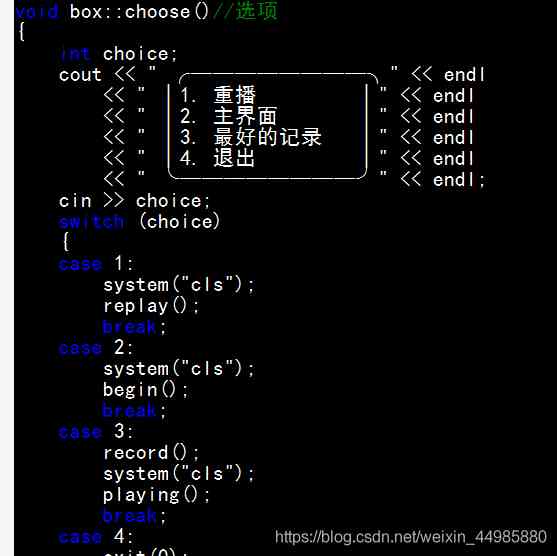 void box::choose()//选项
{
    int choice;
    cout << " ╭────────────────╮ " << endl
        << " │1. 重播         │ " << endl
        << " │2. 主界面       │ " << endl
        << " │3. 最好的记录   │ " << endl
        << " │4. 退出         │ " << endl
        << " ╰────────────────╯ " << endl;
    cin >> choice;
    switch (choice)
    {
    case 1:
        system("cls");
        replay();
        break;
    case 2:
        system("cls");
        begin();
        break;
    case 3:
        record();
        system("cls");
        playing();
        break;
    case 4:
        exit(0);
https://blog.csdn.net/weixin_44985880